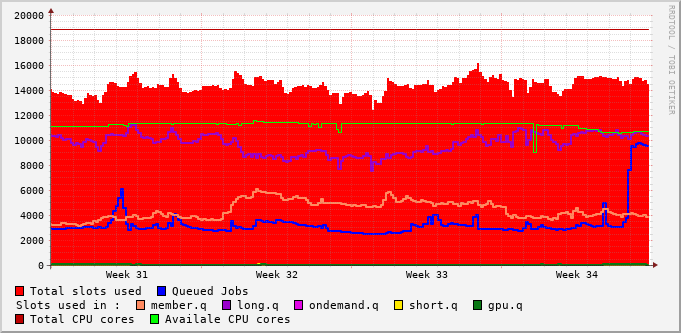 20000
18000
16000
14000
12000
10000
8000
6000
4000
2000
0
Week 31 Week 32 Week 33 Week 34
RRDTOOL / TOBI OETIKER
Total slots used Queued Jobs
Slots used in : member.q long.q ondemand.q short.q gpu.q
Total CPU cores Availale CPU cores